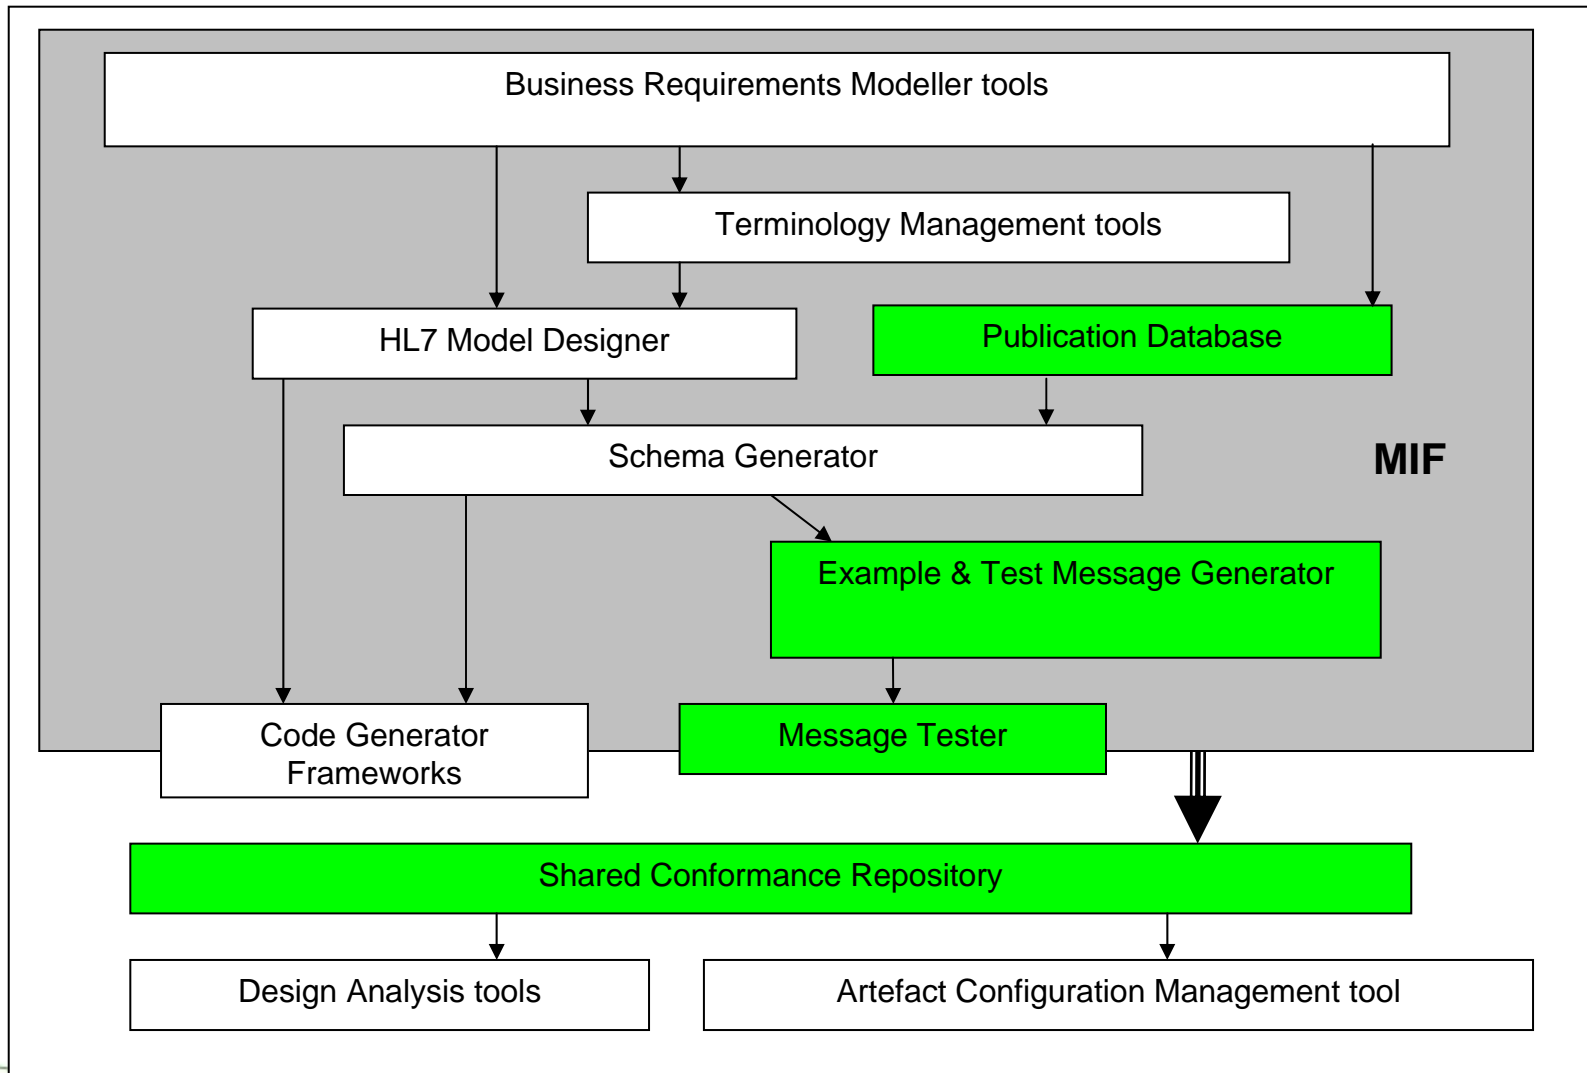 Business Requirements Modeller tools
Terminology Management tools
HL7 Model Designer
Publication Database
Schema Generator
MIF
Example & Test Message Generator
Code Generator
Frameworks
Message Tester
Shared Conformance Repository
Design Analysis tools
Artefact Configuration Management tool